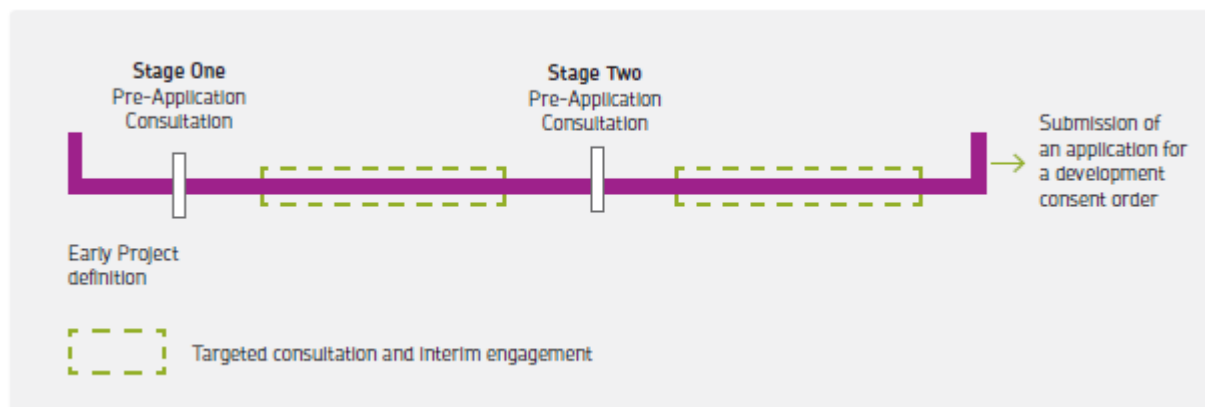 Stage One
Pre-Application
Consultation
Stage Two
Pre-Application
Consultation
Submission of
an application for
a development
consent order
Early Project
definition
Targeted consultation and interim engagement